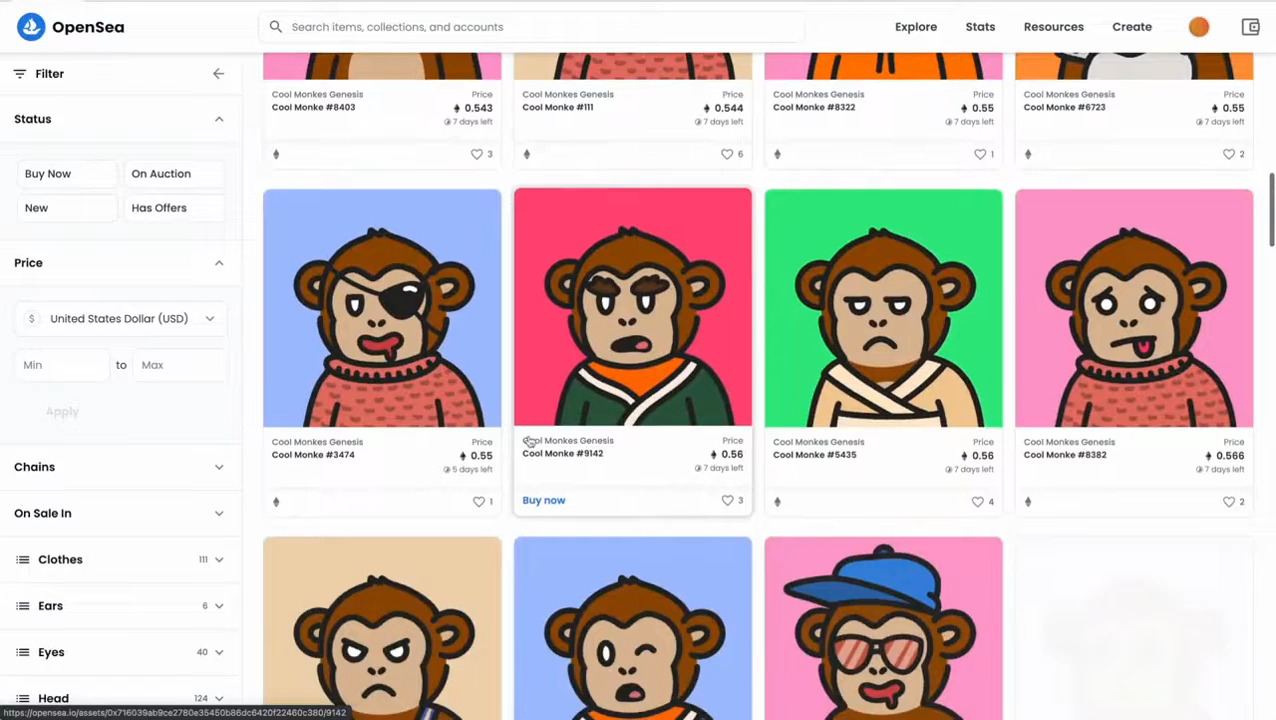 OpenSea
Search items, collections, and accounts
Explore
Stats
Resources
Create
Filter
Status
Buy Now
On Auction
New
Has Offers
Price
$ United States Dollar (USD)
Min
to
Max
Apply
Chains
On Sale In
Clothes 111
Ears 6
Eyes 40
Head 124
Cool Monkes Genesis Price
Cool Monke #8403 0.543
7 days left
3
Cool Monkes Genesis Price
Cool Monke #111 0.544
7 days left
6
Cool Monkes Genesis Price
Cool Monke #8322 0.55
7 days left
1
Cool Monkes Genesis Price
Cool Monke #6723 0.55
7 days left
2
Cool Monkes Genesis Price
Cool Monke #3474 0.55
5 days left
1
Cool Monkes Genesis Price
Cool Monke #9142 0.56
7 days left
Buy now 3
Cool Monkes Genesis Price
Cool Monke #5435 0.56
7 days left
4
Cool Monkes Genesis Price
Cool Monke #8382 0.566
7 days left
2
https://opensea.io/assets/0x716039ab9ce2780e35450b86dc6420f22460c380/9142